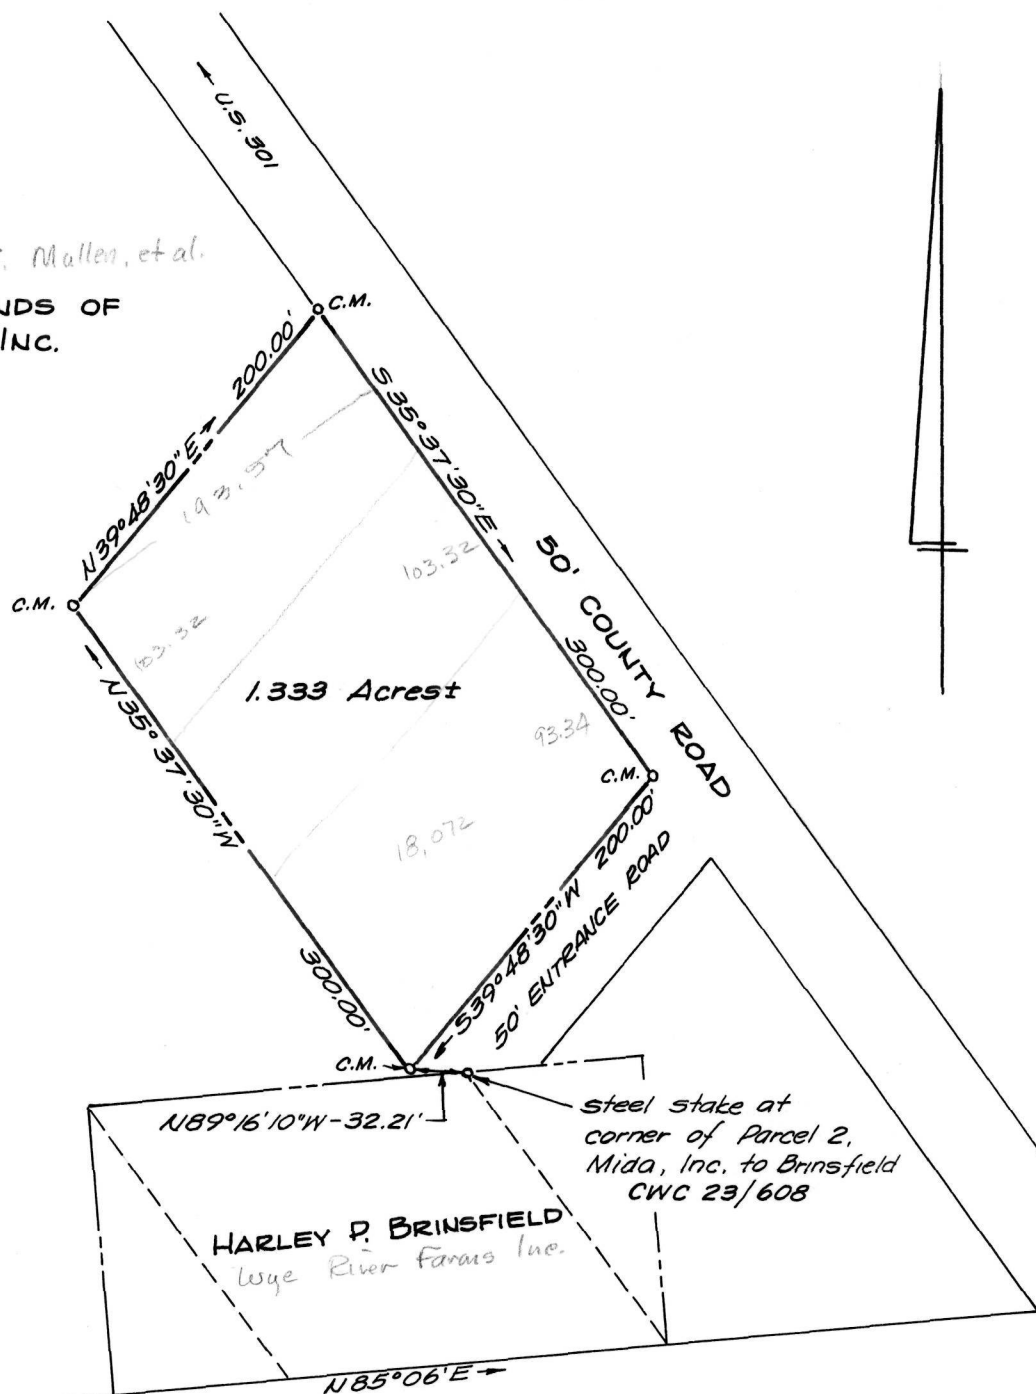 U.S. 301
Mallen, et al.
NDS OF
INC.
C.M.
200.00'
N39°48'30"E
193.57
S35°37'30"E
103.32
50' COUNTY ROAD
C.M.
103.32
1.333 Acres±
300.00'
93.34
C.M.
N35°37'30"W
18,072
200.00'
S39°48'30"W
50' ENTRANCE ROAD
300.00'
C.M.
N89°16'10"W-32.21'
steel stake at
corner of Parcel 2,
Mida, Inc. to Brinsfield
CWC 23/608
HARLEY P. BRINSFIELD
Wye River Farms Inc.
N85°06'E